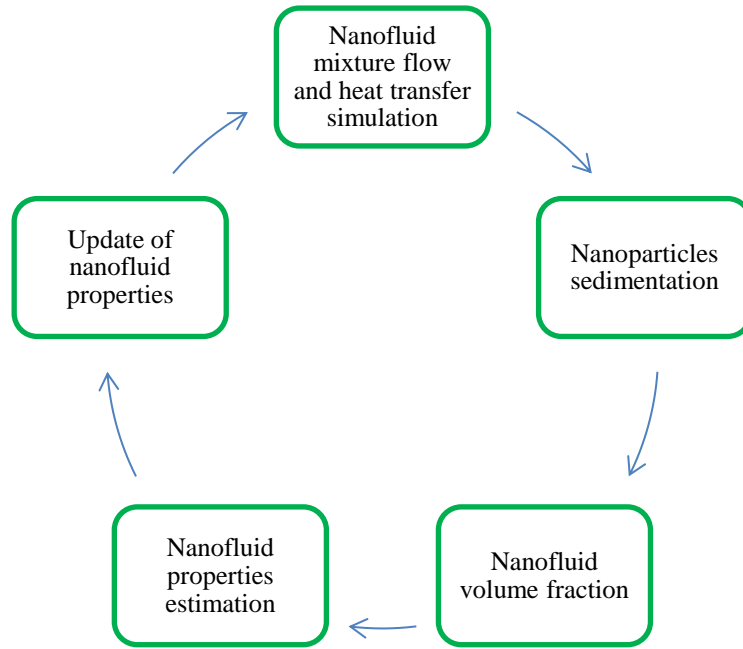 Nanofluid
mixture flow
and heat transfer
simulation
Nanoparticles
sedimentation
Nanofluid
volume fraction
Nanofluid
properties
estimation
Update of
nanofluid
properties